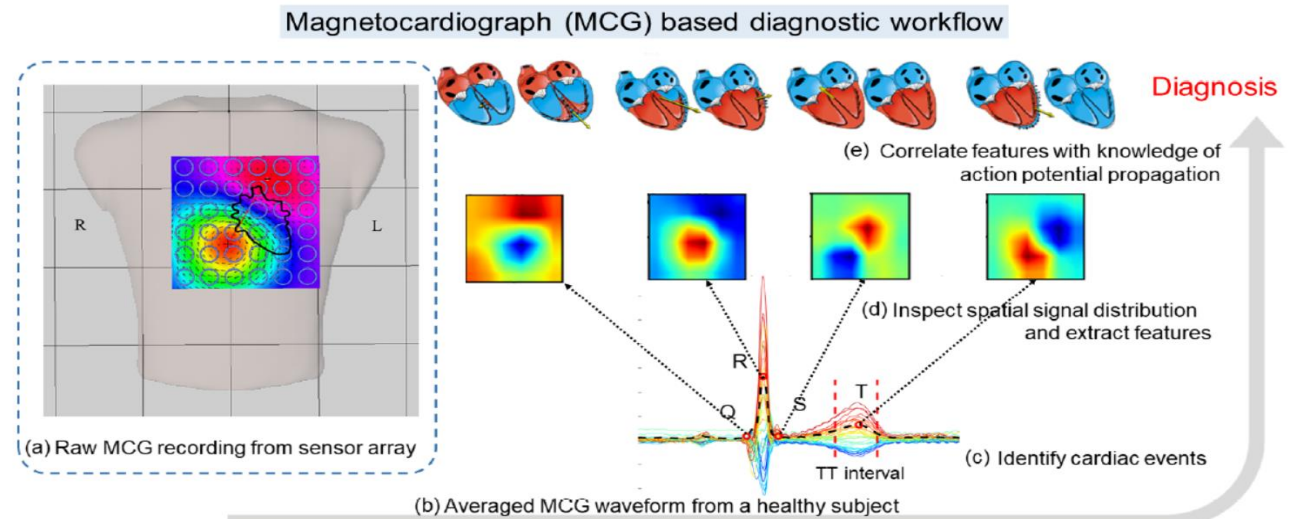 Magnetocardiograph (MCG) based diagnostic workflow
Diagnosis
R
L
(a) Raw MCG recording from sensor array
(e) Correlate features with knowledge of
action potential propagation
(d) Inspect spatial signal distribution
and extract features
R
Q
S
T
TT interval
(c) Identify cardiac events
(b) Averaged MCG waveform from a healthy subject